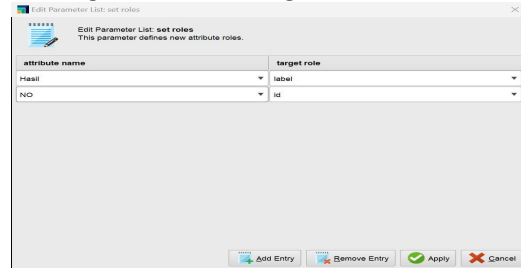 Edit Parameter List: set roles
Edit Parameter List: set roles
This parameter defines new attribute roles.
attribute name target role
Hasil label
NO id
Add Entry Remove Entry Apply Cancel